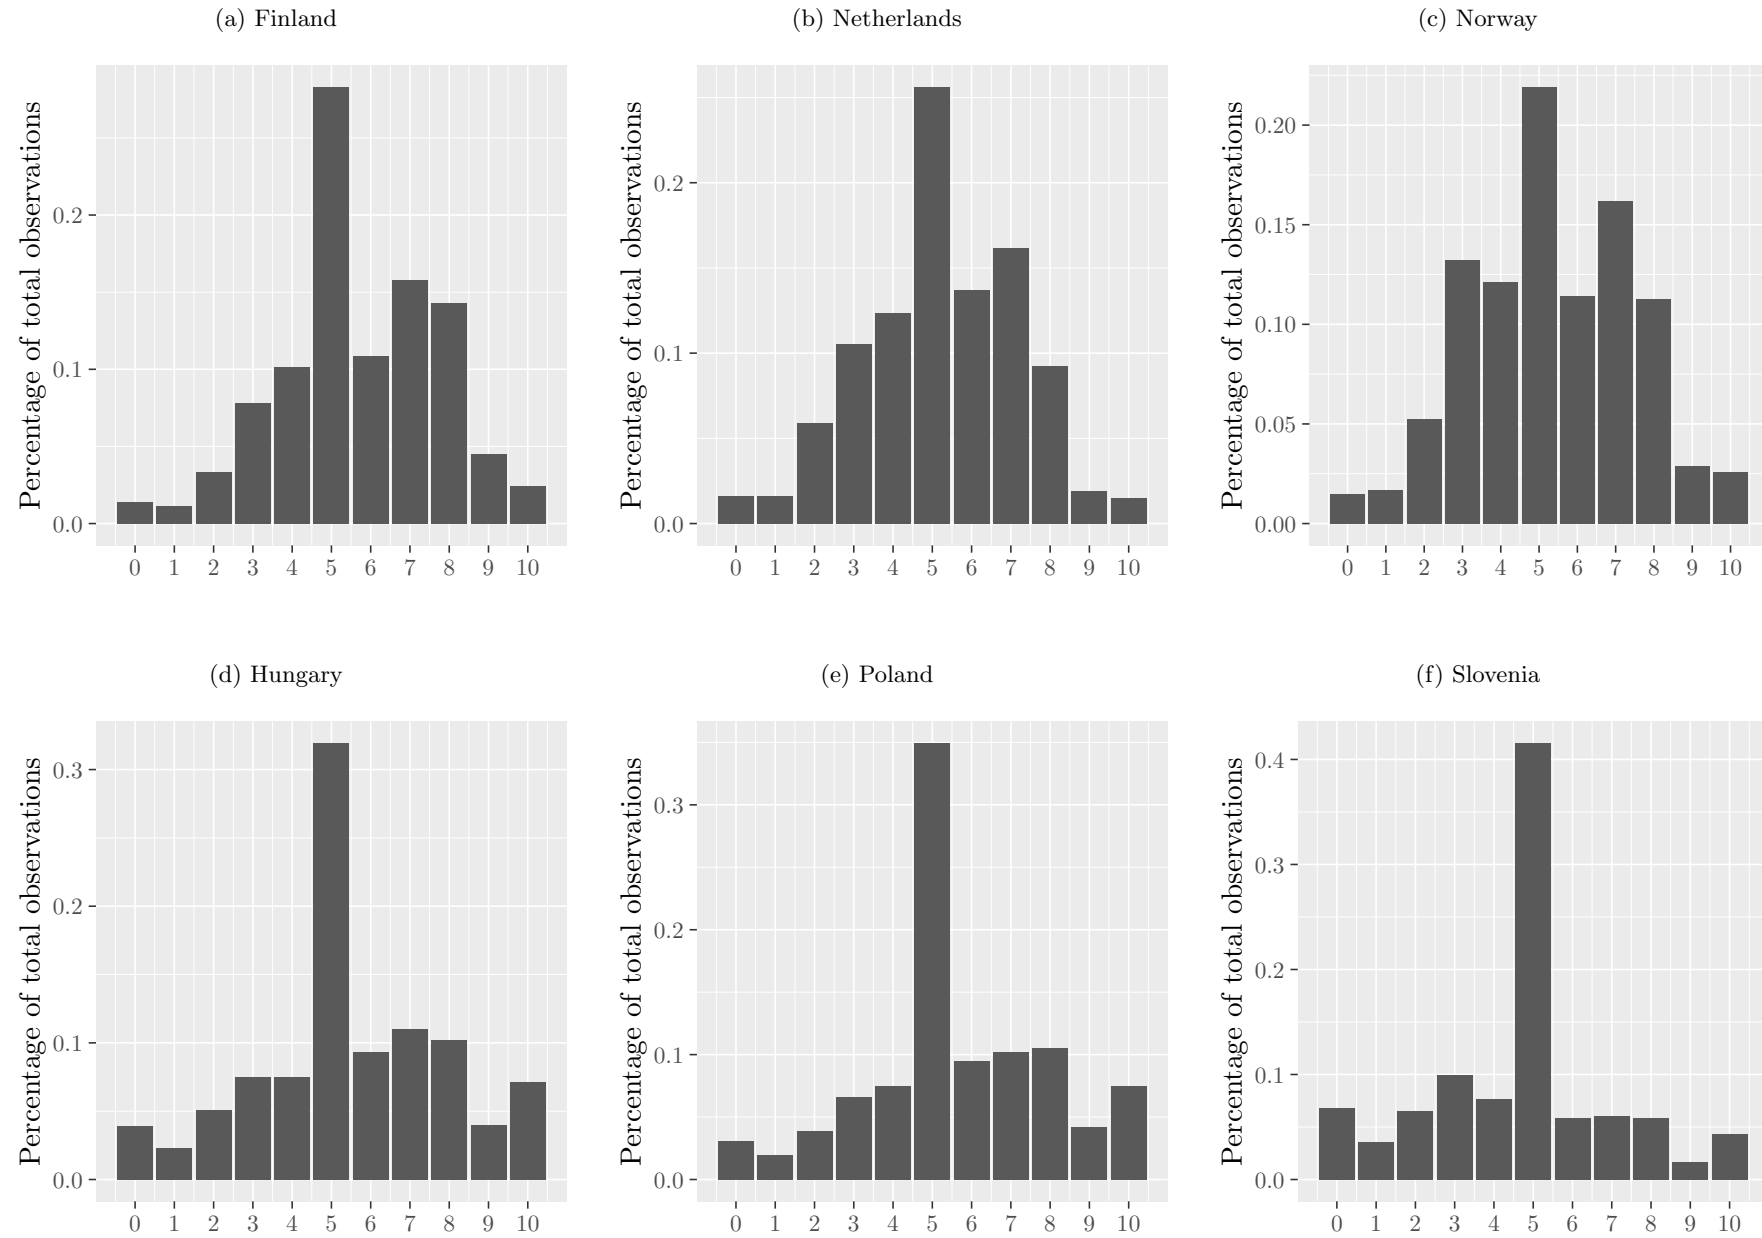 (a) Finland
(b) Netherlands
(c) Norway
Percentage of total observations
0.2
0.1
0.0
0 1 2 3 4 5 6 7 8 9 10
Percentage of total observations
0.2
0.1
0.0
0 1 2 3 4 5 6 7 8 9 10
Percentage of total observations
0.20
0.15
0.10
0.05
0.00
0 1 2 3 4 5 6 7 8 9 10
(d) Hungary
(e) Poland
(f) Slovenia
Percentage of total observations
0.3
0.2
0.1
0.0
0 1 2 3 4 5 6 7 8 9 10
Percentage of total observations
0.3
0.2
0.1
0.0
0 1 2 3 4 5 6 7 8 9 10
Percentage of total observations
0.4
0.3
0.2
0.1
0.0
0 1 2 3 4 5 6 7 8 9 10